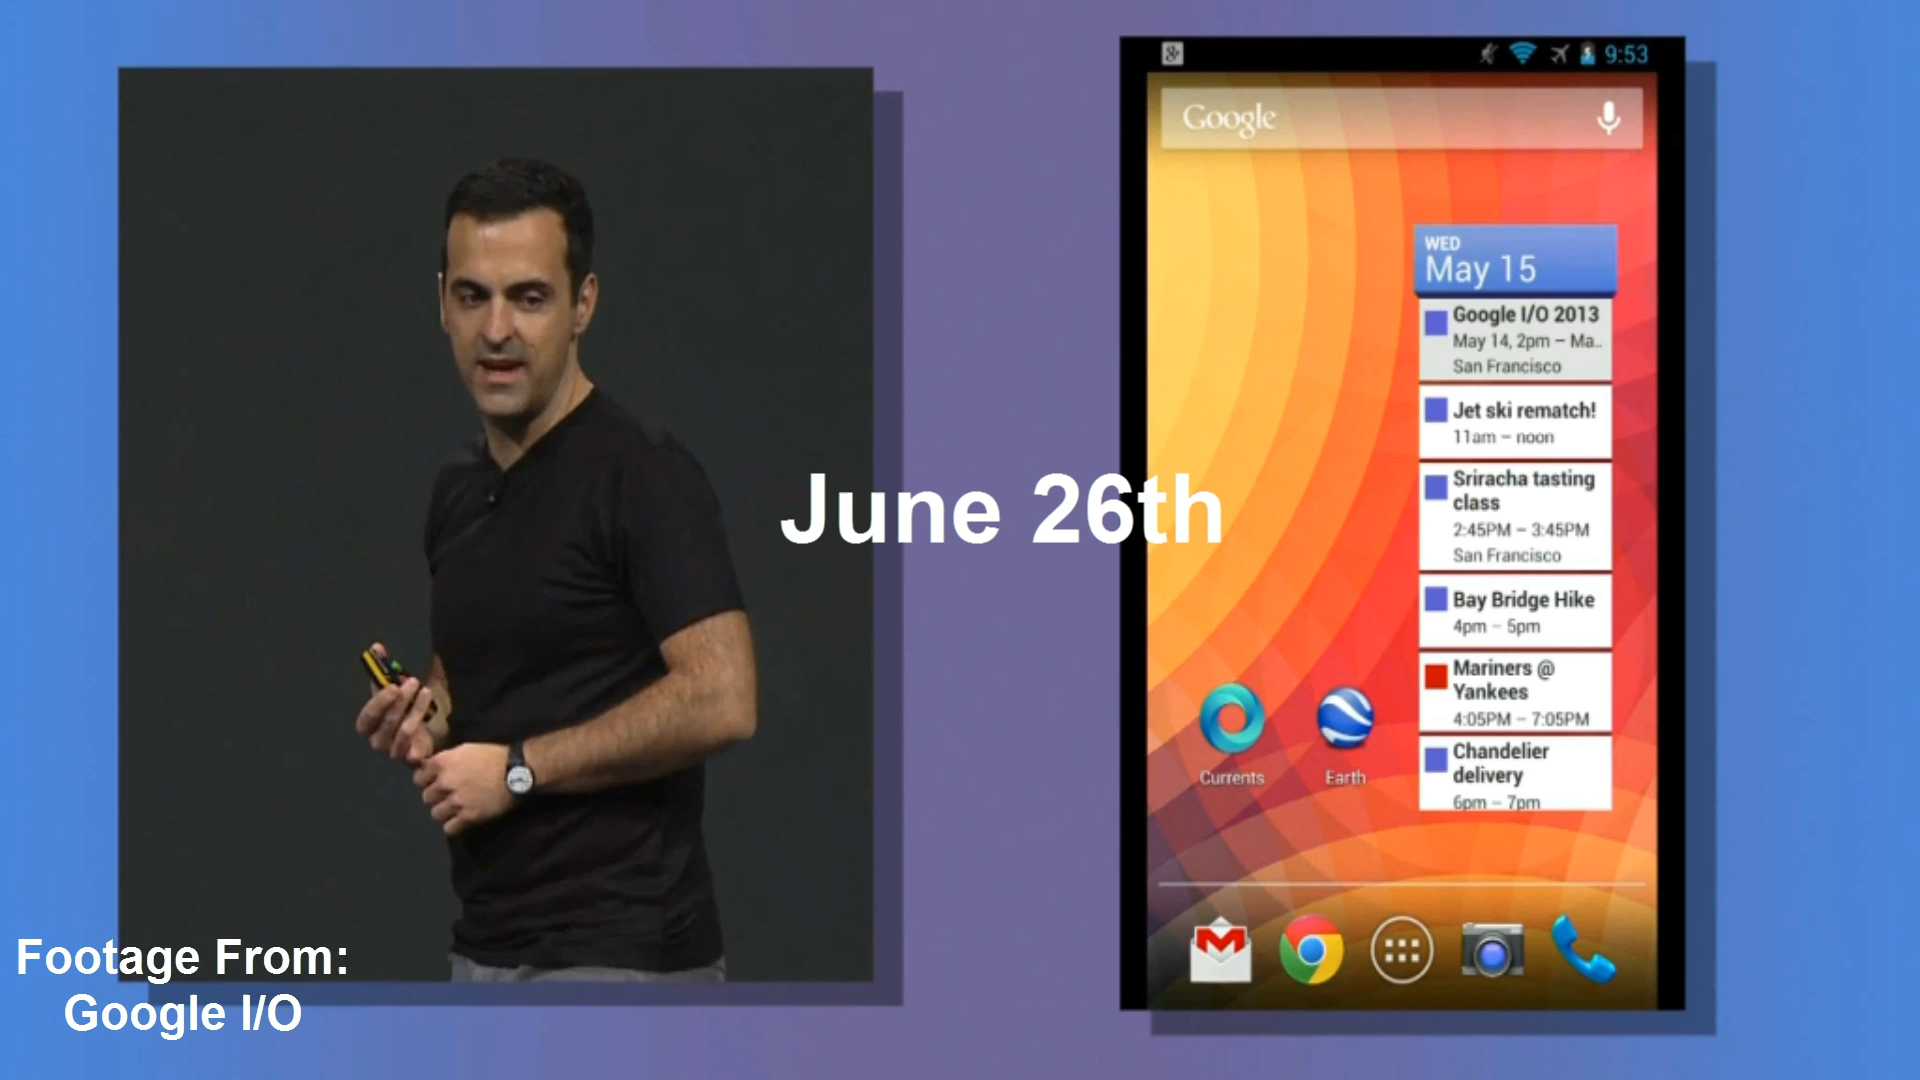 9:53
Google
WED
May 15
Google I/O 2013
May 14, 2pm – Ma..
San Francisco
Jet ski rematch!
11am – noon
Sriracha tasting
class
2:45PM – 3:45PM
San Francisco
Bay Bridge Hike
4pm – 5pm
Mariners @
Yankees
4:05PM – 7:05PM
Chandelier
delivery
6pm – 7pm
June 26th
Currents
Earth
Footage From:
Google I/O